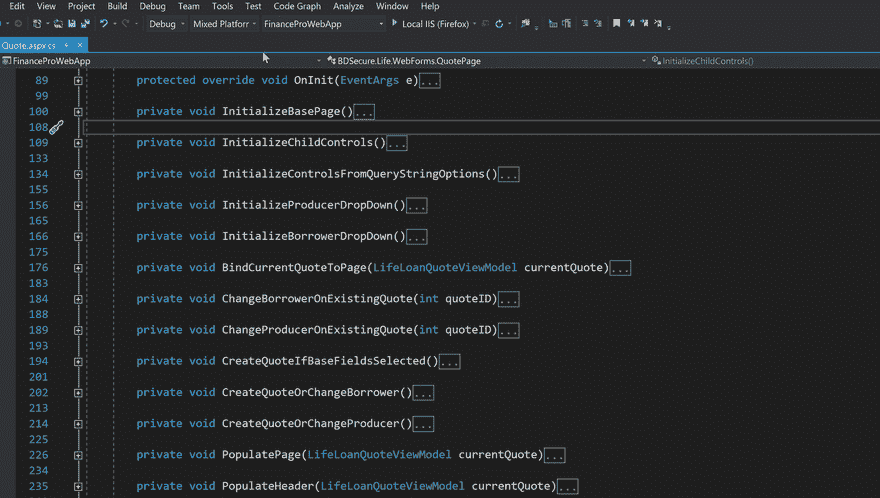 Edit View Project Build Debug Team Tools Test Code Graph Analyze Window Help
Debug Mixed Platforms FinanceProWebApp Local IIS (Firefox)
Quote.aspx.cs
FinanceProWebApp BDSecure.Life.WebForms.QuotePage InitializeChildControls()
89 protected override void OnInit(EventArgs e)...
99
100 private void InitializeBasePage()...
108
109 private void InitializeChildControls()...
133
134 private void InitializeControlsFromQueryStringOptions()...
155
156 private void InitializeProducerDropDown()...
165
166 private void InitializeBorrowerDropDown()...
175
176 private void BindCurrentQuoteToPage(LifeLoanQuoteViewModel currentQuote)...
183
184 private void ChangeBorrowerOnExistingQuote(int quoteID)...
188
189 private void ChangeProducerOnExistingQuote(int quoteID)...
193
194 private void CreateQuoteIfBaseFieldsSelected()...
201
202 private void CreateQuoteOrChangeBorrower()...
213
214 private void CreateQuoteOrChangeProducer()...
225
226 private void PopulatePage(LifeLoanQuoteViewModel currentQuote)...
234
235 private void PopulateHeader(LifeLoanQuoteViewModel currentQuote)...